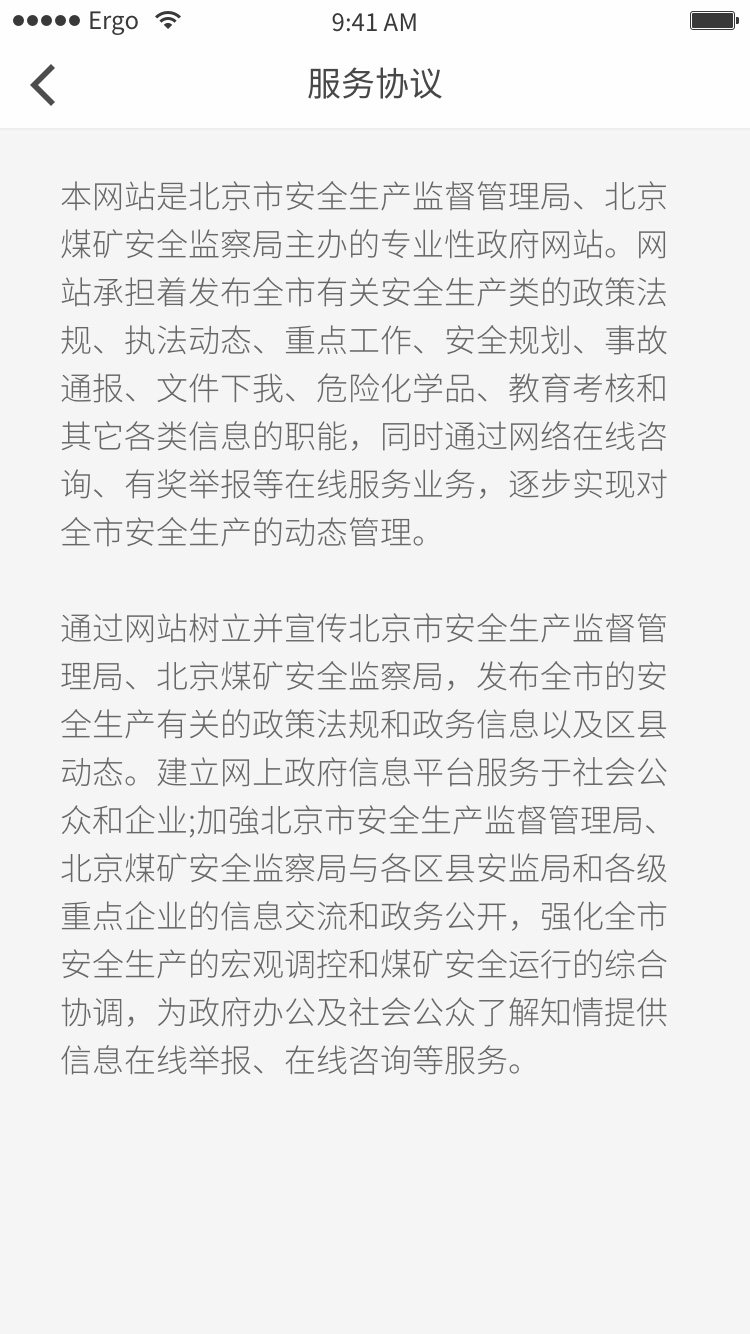 Ergo
9:41 AM
服务协议
本网站是北京市安全生产监督管理局、北京
煤矿安全监察局主办的专业性政府网站。网
站承担着发布全市有关安全生产类的政策法
规、执法动态、重点工作、安全规划、事故
通报、文件下我、危险化学品、教育考核和
其它各类信息的职能，同时通过网络在线咨
询、有奖举报等在线服务业务，逐步实现对
全市安全生产的动态管理。
通过网站树立并宣传北京市安全生产监督管
理局、北京煤矿安全监察局，发布全市的安
全生产有关的政策法规和政务信息以及区县
动态。建立网上政府信息平台服务于社会公
众和企业;加強北京市安全生产监督管理局、
北京煤矿安全监察局与各区县安监局和各级
重点企业的信息交流和政务公开，强化全市
安全生产的宏观调控和煤矿安全运行的综合
协调，为政府办公及社会公众了解知情提供
信息在线举报、在线咨询等服务。